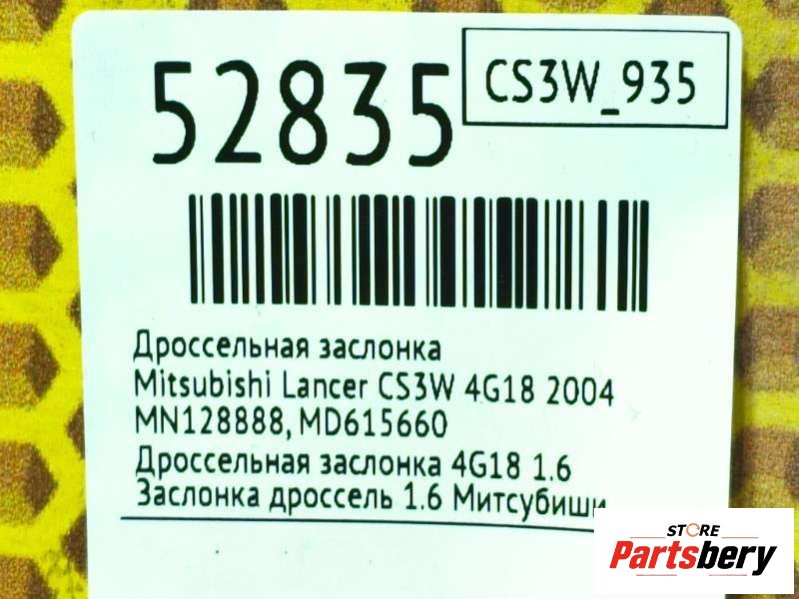 52835
CS3W_935
Дроссельная заслонка
Mitsubishi Lancer CS3W 4G18 2004
MN128888, MD615660
Дроссельная заслонка 4G18 1.6
Заслонка дроссель 1.6 Митсубиши
STORE
Partsbery